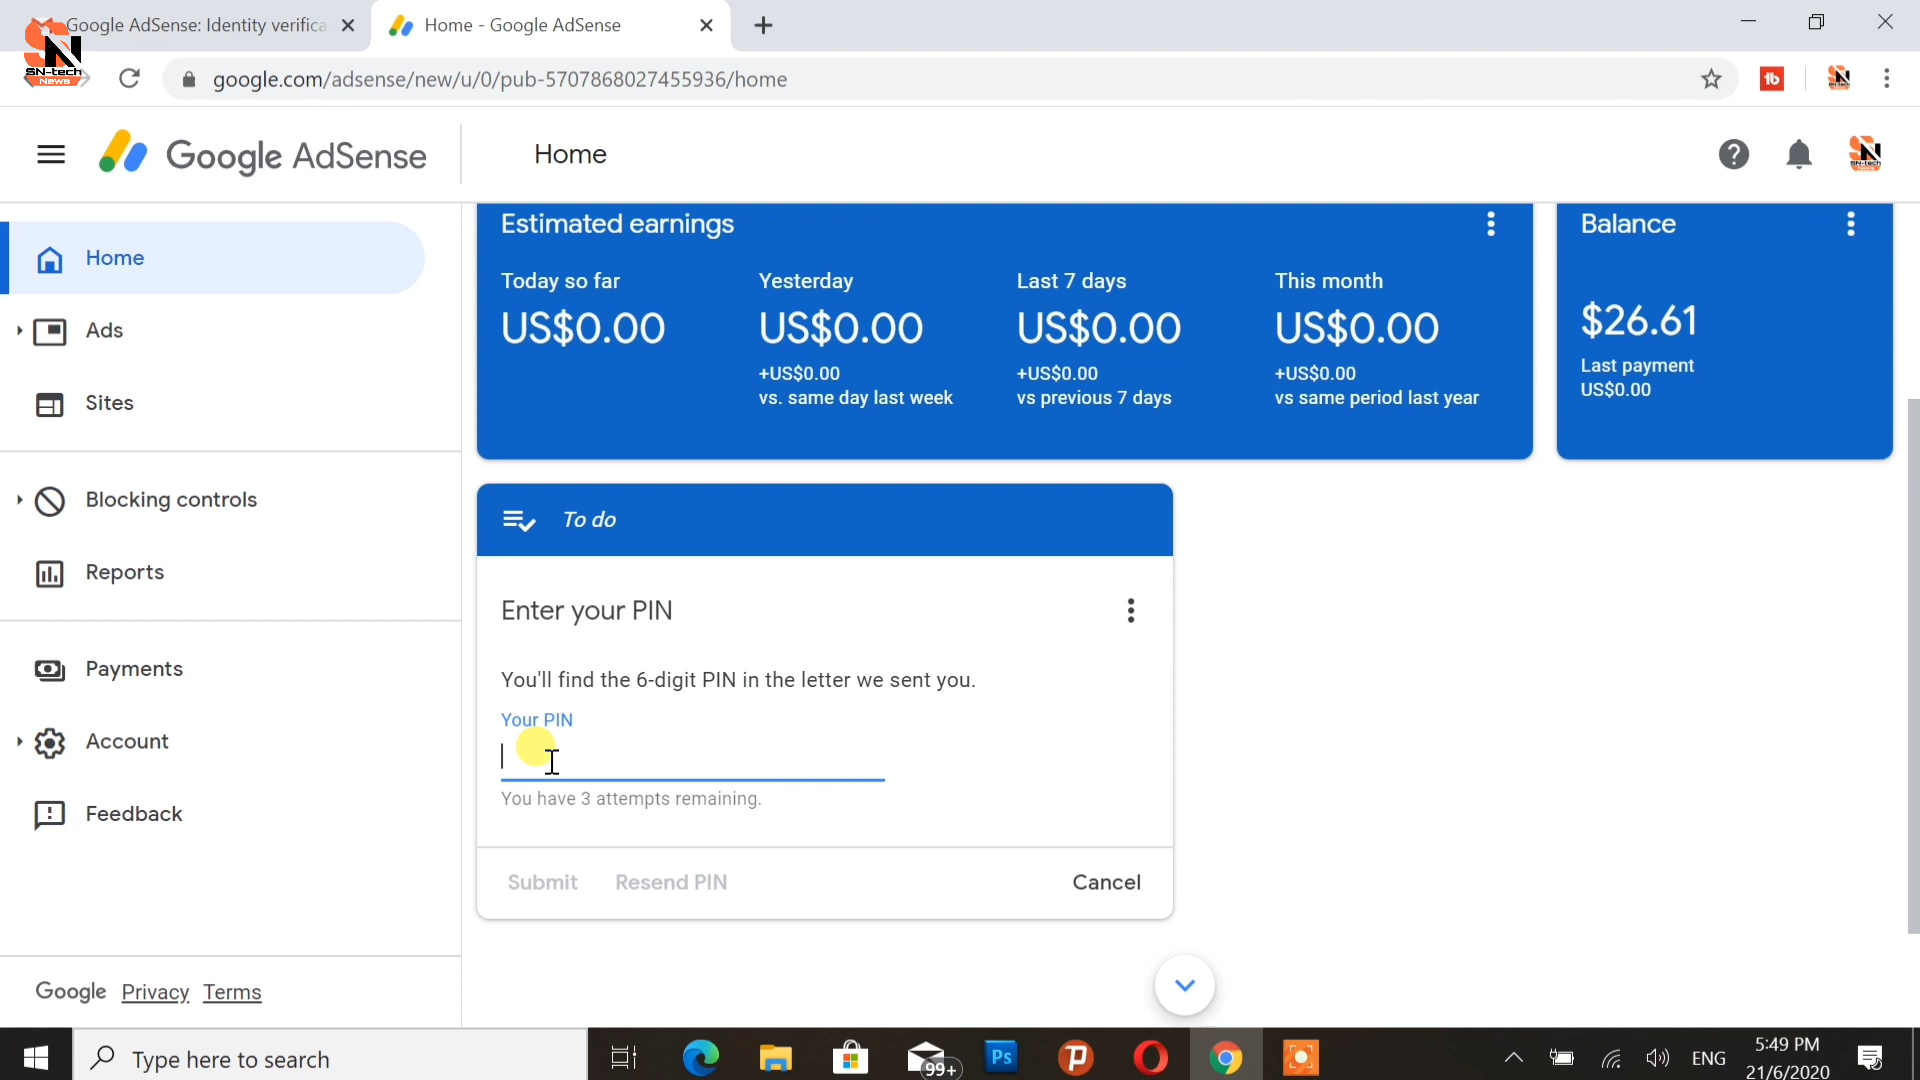 Google AdSense: Identity verifica
Home - Google AdSense
SN-tech
News
google.com/adsense/new/u/0/pub-5707868027455936/home
Google AdSense
Home
Home
Ads
Sites
Blocking controls
Reports
Payments
Account
Feedback
Google Privacy Terms
Estimated earnings
Today so far
US$0.00
Yesterday
US$0.00
+US$0.00
vs. same day last week
Last 7 days
US$0.00
+US$0.00
vs previous 7 days
This month
US$0.00
+US$0.00
vs same period last year
Balance
$26.61
Last payment
US$0.00
To do
Enter your PIN
You'll find the 6-digit PIN in the letter we sent you.
Your PIN
You have 3 attempts remaining.
Submit Resend PIN Cancel
Type here to search
99+
Ps
ENG
5:49 PM
21/6/2020